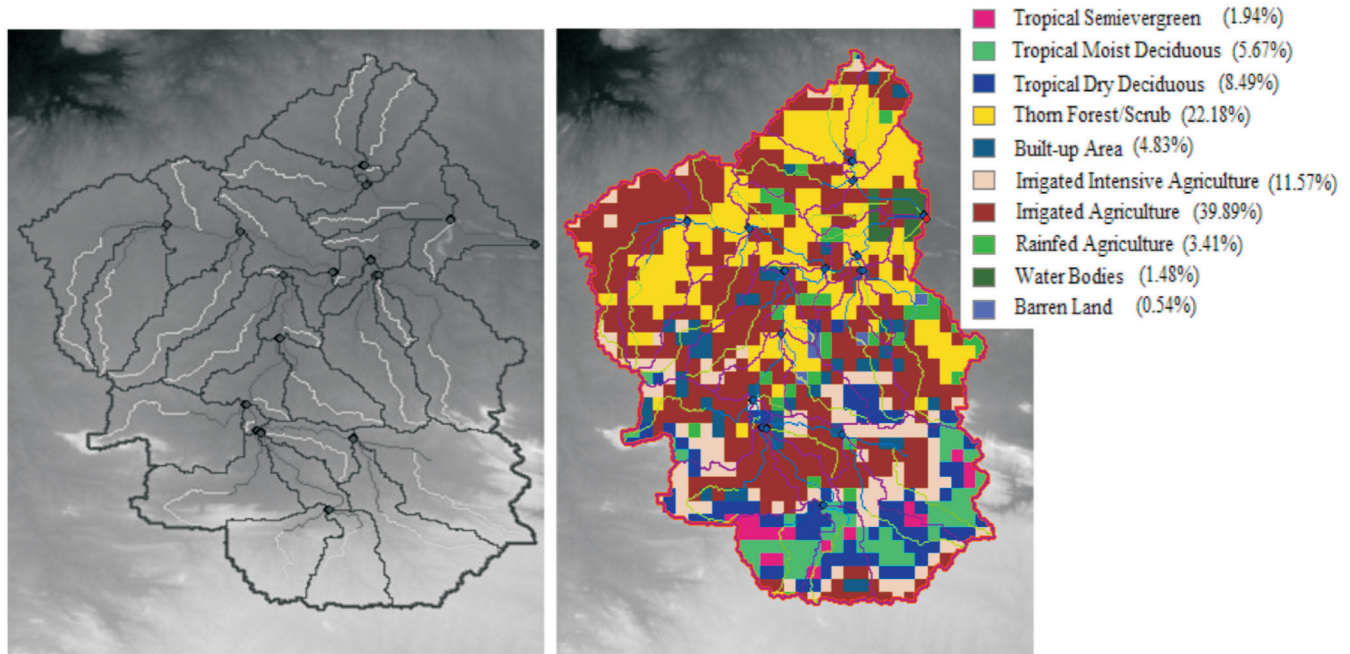 Tropical Semievergreen (1.94%)
Tropical Moist Deciduous (5.67%)
Tropical Dry Deciduous (8.49%)
Thorn Forest/Scrub (22.18%)
Built-up Area (4.83%)
Irrigated Intensive Agriculture (11.57%)
Irrigated Agriculture (39.89%)
Rainfed Agriculture (3.41%)
Water Bodies (1.48%)
Barren Land (0.54%)